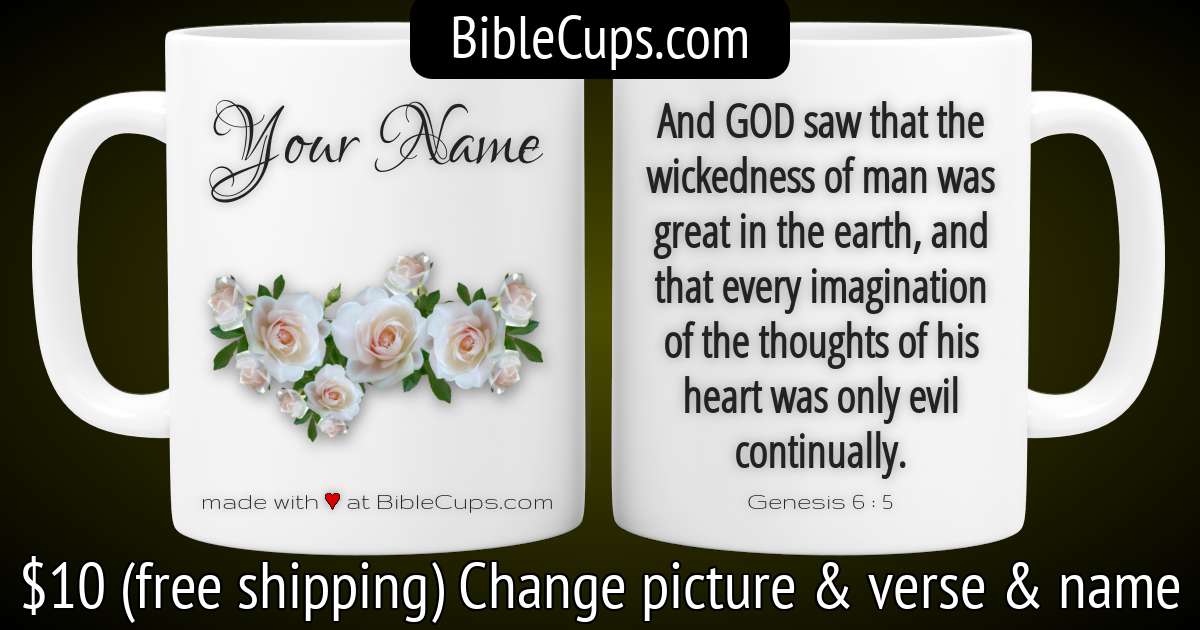 BibleCups.com
Your Name
made with ♥ at BibleCups.com
And GOD saw that the
wickedness of man was
great in the earth, and
that every imagination
of the thoughts of his
heart was only evil
continually.
Genesis 6 : 5
$10 (free shipping) Change picture & verse & name